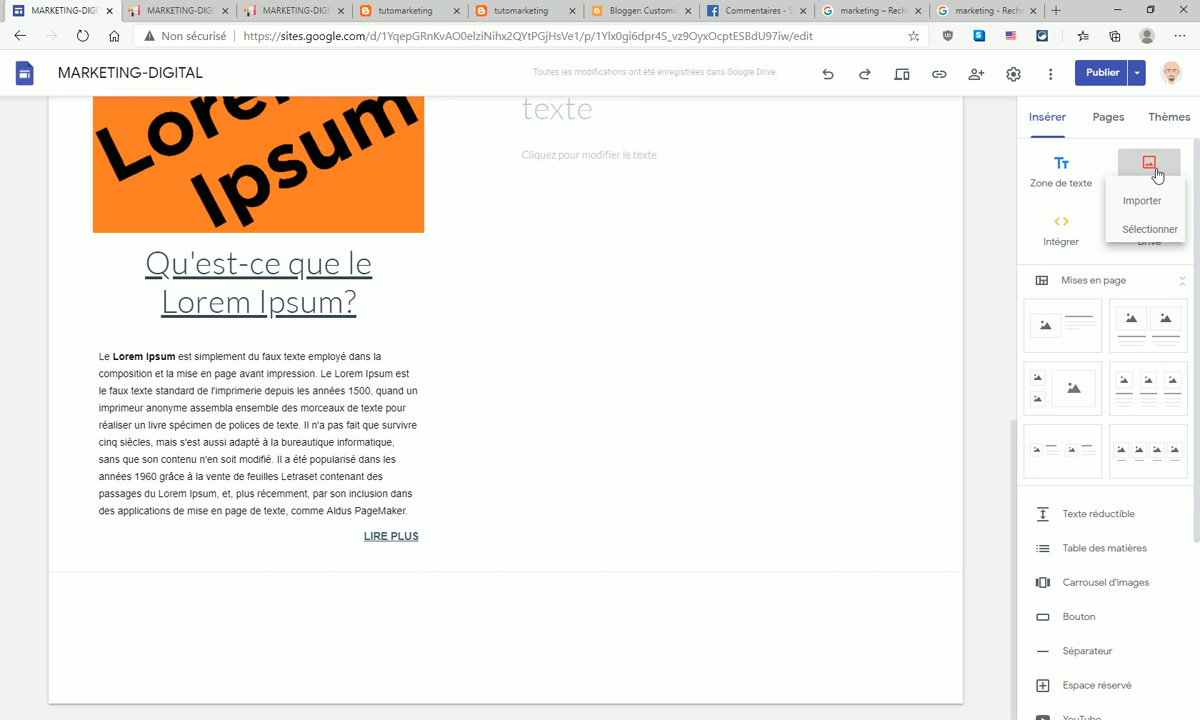 MARKETING-DIG
MARKETING-DIG
MARKETING-DIG
tutomarketing
tutomarketing
Blogger: Customi
Commentaires - S
marketing – Rech
marketing - Rech
Non sécurisé
https://sites.google.com/d/1YqepGRnKvAO0elziNihx2QYtPGjHsVe1/p/1Ylx0gi6dpr4S_vz9OyxOcptESBdU97iw/edit
MARKETING-DIGITAL
Toutes les modifications ont été enregistrées dans Google Drive.
Publier
Insérer
Pages
Thèmes
Tт
Zone de texte
Importer
Sélectionner
Intégrer
Drive
Mises en page
Texte réductible
Table des matières
Carrousel d'images
Bouton
Séparateur
Espace réservé
YouTube
Lorem
Ipsum
texte
Cliquez pour modifier le texte
Qu'est-ce que le
Lorem Ipsum?
Le Lorem Ipsum est simplement du faux texte employé dans la
composition et la mise en page avant impression. Le Lorem Ipsum est
le faux texte standard de l'imprimerie depuis les années 1500, quand un
imprimeur anonyme assembla ensemble des morceaux de texte pour
réaliser un livre spécimen de polices de texte. Il n'a pas fait que survivre
cinq siècles, mais s'est aussi adapté à la bureautique informatique,
sans que son contenu n'en soit modifié. Il a été popularisé dans les
années 1960 grâce à la vente de feuilles Letraset contenant des
passages du Lorem Ipsum, et, plus récemment, par son inclusion dans
des applications de mise en page de texte, comme Aldus PageMaker.
LIRE PLUS